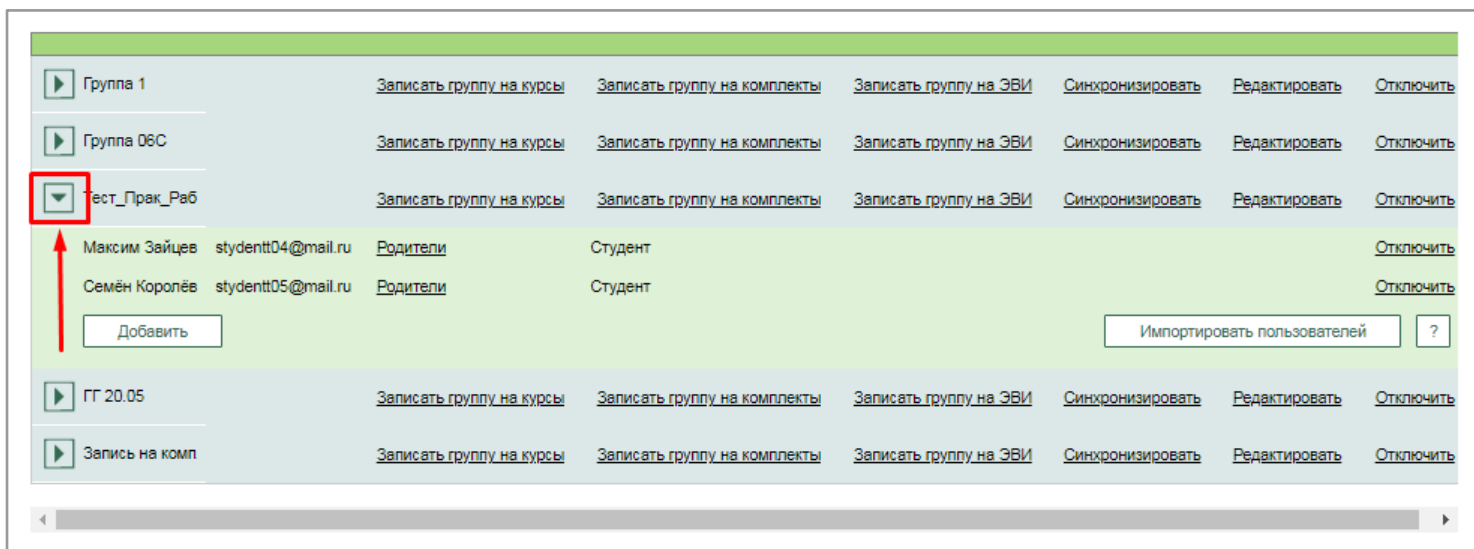 Группа 1 Записать группу на курсы Записать группу на комплекты Записать группу на ЭВИ Синхронизировать Редактировать Отключить
Группа 06С Записать группу на курсы Записать группу на комплекты Записать группу на ЭВИ Синхронизировать Редактировать Отключить
Тест_Прак_Раб Записать группу на курсы Записать группу на комплекты Записать группу на ЭВИ Синхронизировать Редактировать Отключить
Максим Зайцев stydentt04@mail.ru Родители Студент Отключить
Семён Королёв stydentt05@mail.ru Родители Студент Отключить
Добавить Импортировать пользователей ?
ГГ 20.05 Записать группу на курсы Записать группу на комплекты Записать группу на ЭВИ Синхронизировать Редактировать Отключить
Запись на комп Записать группу на курсы Записать группу на комплекты Записать группу на ЭВИ Синхронизировать Редактировать Отключить